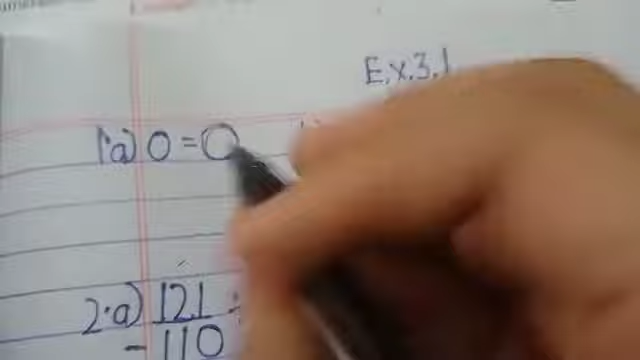 Ex.3.1
1.a) 0 = 0
2.a) 121
- 110